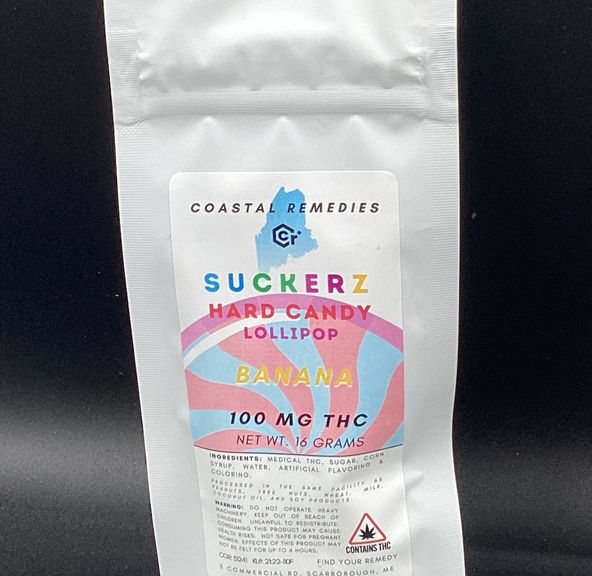 COASTAL REMEDIES
Cr+
SUCKERZ
HARD CANDY
LOLLIPOP
BANANA
100 MG THC
NET WT. 16 GRAMS
INGREDIENTS: MEDICAL THC, SUGAR, CORN
SYRUP, WATER, ARTIFICIAL FLAVORING &
COLORING.
PROCESSED IN THE SAME FACILITY AS
PEANUTS, TREE NUTS, WHEAT, MILK,
COCONUT OIL, AND SOY PRODUCTS.
WARNING: DO NOT OPERATE HEAVY
MACHINERY. KEEP OUT OF REACH OF
CHILDREN. UNLAWFUL TO REDISTRIBUTE.
CONSUMING THIS PRODUCT MAY CAUSE
HEALTH RISKS. NOT SAFE FOR PREGNANT
WOMEN. EFFECTS OF THIS PRODUCT MAY
NOT BE FELT FOR UP TO 4 HOURS.
CONTAINS THC
FIND YOUR REMEDY
5 COMMERCIAL RD, SCARBOROUGH, ME